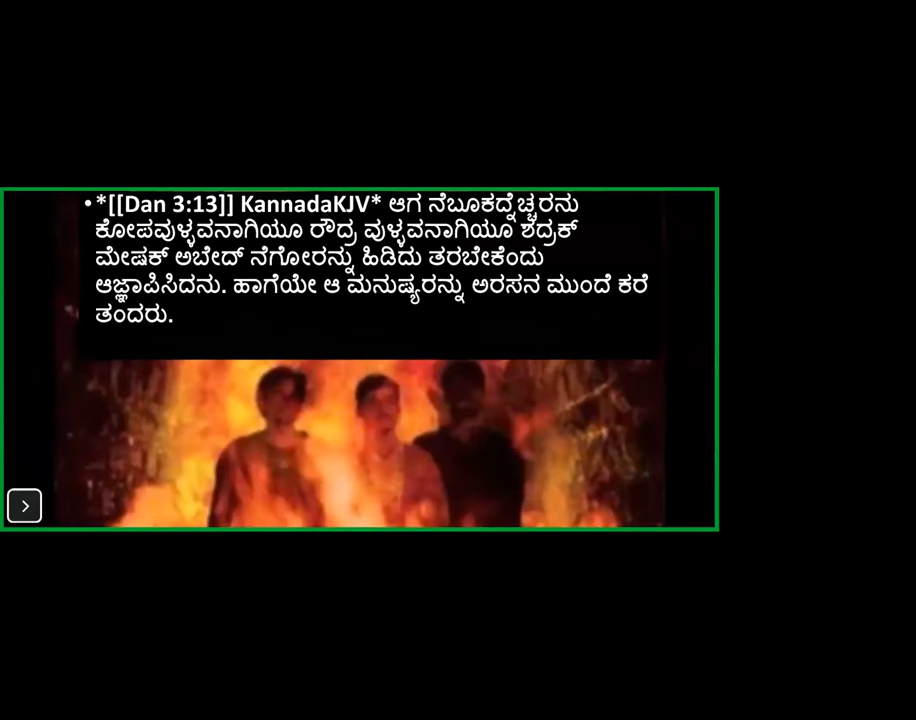 •*[[Dan 3:13]] KannadaKJV* ಆಗ ನೆಬೂಕದ್ನೆಚ್ಚರನು
ಕೋಪವುಳ್ಳವನಾಗಿಯೂ ರೌದ್ರ ವುಳ್ಳವನಾಗಿಯೂ ಶದ್ರಕ್
ಮೇಷಕ್ ಅಬೇದ್ ನೆಗೋರನ್ನು ಹಿಡಿದು ತರಬೇಕೆಂದು
ಆಜ್ಞಾಪಿಸಿದನು. ಹಾಗೆಯೇ ಆ ಮನುಷ್ಯರನ್ನು ಅರಸನ ಮುಂದೆ ಕರೆ
ತಂದರು.